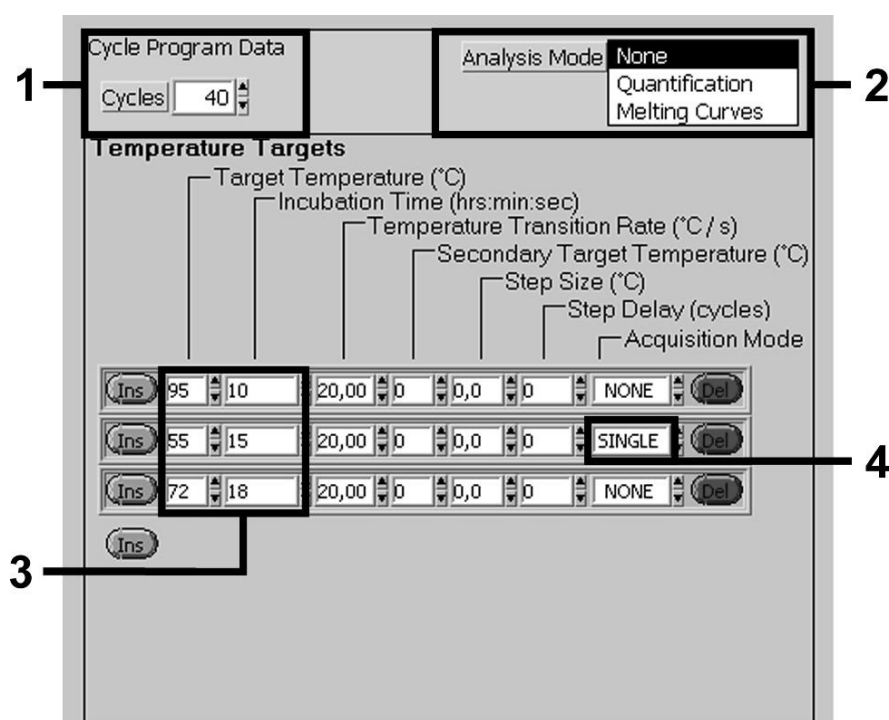 Cycle Program Data
1
Cycles 40
Analysis Mode None
Quantification
Melting Curves
2
Temperature Targets
Target Temperature (°C)
Incubation Time (hrs:min:sec)
Temperature Transition Rate (°C / s)
Secondary Target Temperature (°C)
Step Size (°C)
Step Delay (cycles)
Acquisition Mode
Ins 95 10 20,00 0 0,0 0 NONE Del
Ins 55 15 20,00 0 0,0 0 SINGLE Del
4
Ins 72 18 20,00 0 0,0 0 NONE Del
Ins
3